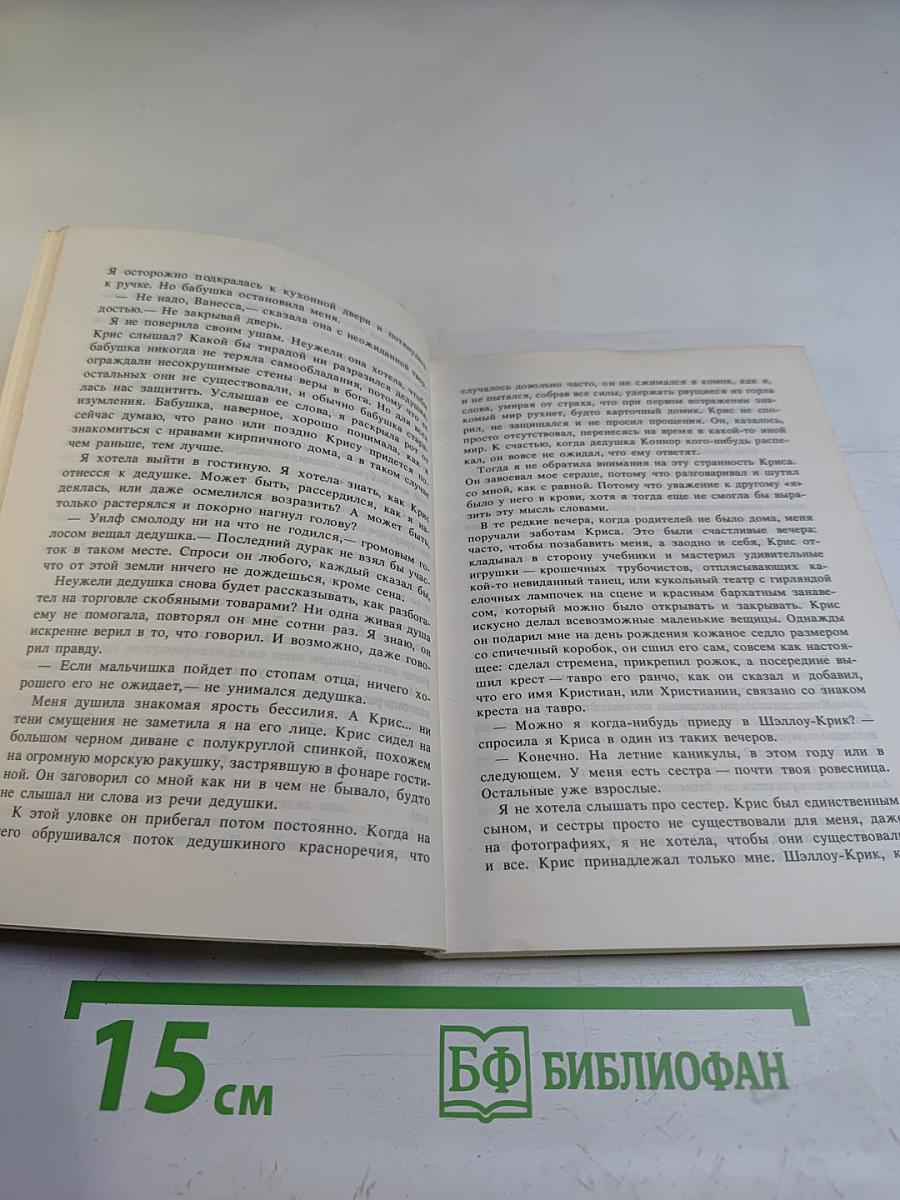 Я осторожно подкралась к кухонной двери и потянулась
к ручке. Но бабушка остановила меня.
— Не надо, Ванесса,— сказала она с неожиданной твер-
достью.— Не закрывай дверь.
Я не поверила своим ушам. Неужели она хотела, чтобы
Крис слышал? Какой бы тирадой ни разразился дедушка,
бабушка никогда не теряла самообладания, потому что ее
ограждали несокрушимые стены веры в бога. Но для всех
остальных они не существовали, и обычно бабушка стара-
лась нас защитить. Услышав ее слова, я раскрыла рот от
изумления. Бабушка, наверное, хорошо понимала, как я
сейчас думаю, что рано или поздно Крису придется по-
знакомиться с нравами кирпичного дома, а в таком случае
чем раньше, тем лучше.
Я хотела выйти в гостиную. Я хотела знать, как Крис
отнесся к дедушке. Может быть, рассердился, как я на-
деялась, или даже осмелился возразить? А может быть,
только растерялся и покорно нагнул голову?
— Уилф смолоду ни на что не годился,— громовым го-
лосом вещал дедушка.— Последний дурак не взял бы учас-
ток в таком месте. Спроси он любого, каждый сказал бы,
что от этой земли ничего не дождешься, кроме сена.
Неужели дедушка снова будет рассказывать, как разбога-
тел на торговле скобяными товарами? Ни одна живая душа
ему не помогала, повторял он мне сотни раз. Я знаю, он
искренне верил в то, что говорил. И возможно, даже гово-
рил правду.
— Если мальчишка пойдет по стопам отца, ничего хо-
рошего его не ожидает,— не унимался дедушка.
Меня душила знакомая ярость бессилия. А Крис... ни
тени смущения не заметила я на его лице. Крис сидел на
большом черном диване с полукруглой спинкой, похожем
на огромную морскую ракушку, застрявшую в фонаре гости-
ной. Он заговорил со мной как ни в чем не бывало, будто
не слышал ни слова из речи дедушки.
К этой уловке он прибегал потом постоянно. Когда на
него обрушивался поток дедушкиного красноречия, что
случалось довольно часто, он не сжимался в комок, как я,
и не пытался, собрав все силы, удержать рвущиеся из горла
слова, умирая от страха, что при первом возражении зна-
комый мир рухнет, будто карточный домик. Крис не спо-
рил, не защищался и не просил прощения. Он, казалось,
просто отсутствовал, перенесясь на время в какой-то иной
мир. К счастью, когда дедушка Коннор кого-нибудь распе-
кал, он вовсе не ожидал, что ему ответят.
Тогда я не обратила внимания на эту странность Криса.
Он завоевал мое сердце, потому что разговаривал и шутил
со мной, как с равной. Потому что уважение к другому «я»
было у него в крови, хотя я тогда еще не смогла бы выра-
зить эту мысль словами.
В те редкие вечера, когда родителей не было дома, меня
поручали заботам Криса. Это были счастливые вечера:
часто, чтобы позабавить меня, а заодно и себя, Крис от-
кладывал в сторону учебники и мастерил удивительные
игрушки — крошечных трубочистов, отплясывающих ка-
кой-то невиданный танец, или кукольный театр с гирляндой
елочных лампочек на сцене и красным бархатным занаве-
сом, который можно было открывать и закрывать. Крис
искусно делал всевозможные маленькие вещицы. Однажды
он подарил мне на день рождения кожаное седло размером
со спичечный коробок, он сшил его сам, совсем как настоя-
щее: сделал стремена, прикрепил рожок, а посередине вы-
шил крест — тавро его ранчо, как он сказал и добавил,
что его имя Кристиан, или Христианин, связано со знаком
креста на тавро.
— Можно я когда-нибудь приеду в Шэллоу-Крик? —
спросила я Криса в один из таких вечеров.
— Конечно. На летние каникулы, в этом году или в
следующем. У меня есть сестра — почти твоя ровесница.
Остальные уже взрослые.
Я не хотела слышать про сестер. Крис был единственным
сыном, и сестры просто не существовали для меня, даже
на фотографиях, я не хотела, чтобы они существовали
и все. Крис принадлежал только мне. Шэллоу-Крик, к
15 см
БФ БИБЛИОФАН